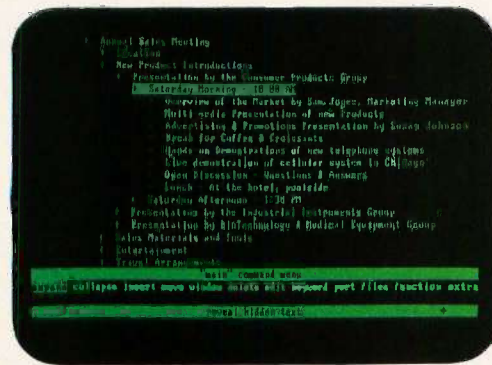 Annual Sales Meeting
Location
New Product Introductions
Presentation by the Consumer Products Group
Saturday Morning - 10:00 AM
Overview of the Market by Sam Joyce, Marketing Manager
Multi media Presentation of new Products
Advertising & Promotions Presentation by Susan Johnson
Break for Coffee & Croissants
Hands on Demonstrations of new telephone systems
Live demonstration of cellular system to Chicago
Open Discussion - Questions & Answers
Lunch - At the hotel, poolside
Saturday Afternoon - 1:30 PM
Presentation by the Industrial Instruments Group
Presentation by BioTechnology & Medical Equipment Group
Sales Materials and Tools
Entertainment
Travel Arrangements
"main" command menu
expand collapse insert move window delete edit keyword port files function extra
reveal hidden text